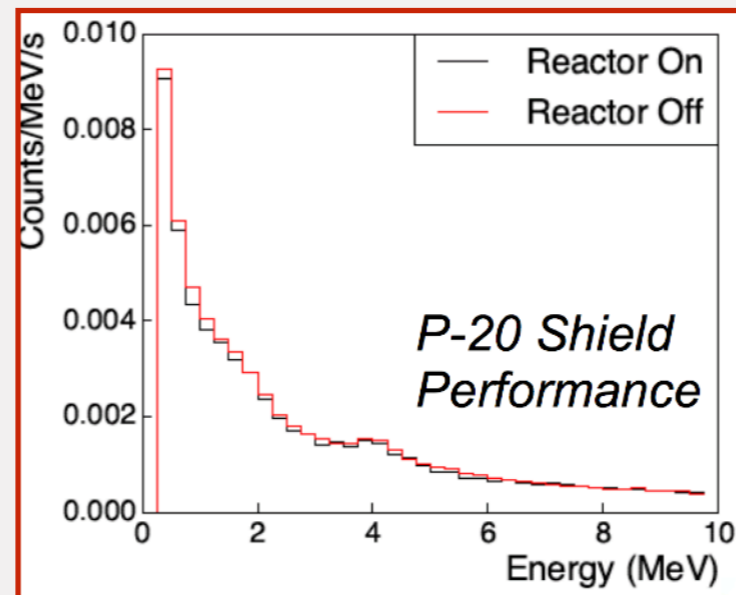 Counts/MeV/s
0.010
0.008
0.006
0.004
0.002
0.000
Reactor On
Reactor Off
P-20 Shield
Performance
0 2 4 6 8 10
Energy (MeV)